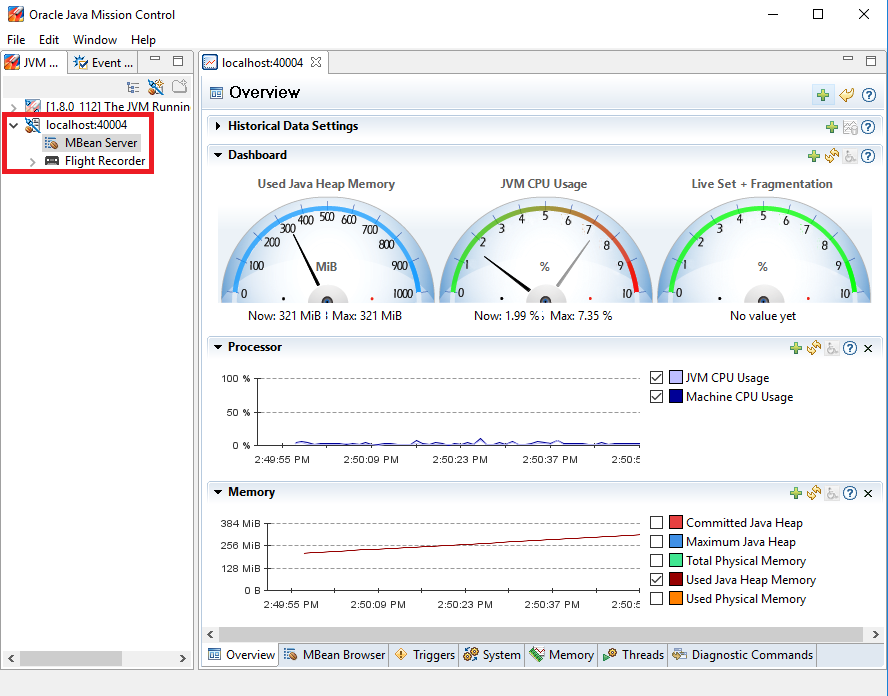 Oracle Java Mission Control
File Edit Window Help
JVM ... Event ...
localhost:40004
[1.8.0_112] The JVM Runnin
localhost:40004
MBean Server
Flight Recorder
Overview
Historical Data Settings
Dashboard
Used Java Heap Memory
0 100 200 300 400 500 600 700 800 900 1000
MiB
Now: 321 MiB Max: 321 MiB
JVM CPU Usage
0 1 2 3 4 5 6 7 8 9 10
%
Now: 1.99 % Max: 7.35 %
Live Set + Fragmentation
0 1 2 3 4 5 6 7 8 9 10
%
No value yet
Processor
100 %
50 %
0 %
2:49:55 PM 2:50:09 PM 2:50:23 PM 2:50:37 PM 2:50:5
JVM CPU Usage
Machine CPU Usage
Memory
384 MiB
256 MiB
128 MiB
0 B
2:49:55 PM 2:50:09 PM 2:50:23 PM 2:50:37 PM 2:50:5
Committed Java Heap
Maximum Java Heap
Total Physical Memory
Used Java Heap Memory
Used Physical Memory
Overview MBean Browser Triggers System Memory Threads Diagnostic Commands